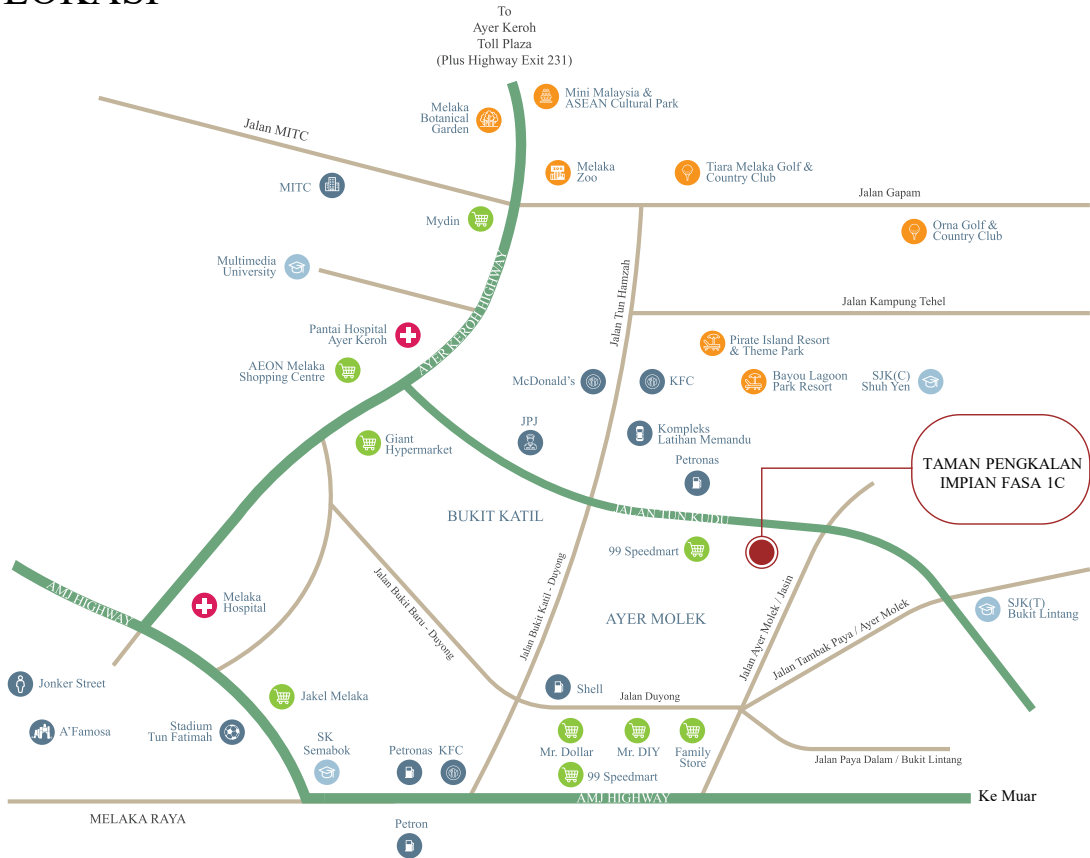 LOKASI
To
Ayer Keroh
Toll Plaza
(Plus Highway Exit 231)
Mini Malaysia &
ASEAN Cultural Park
Melaka
Botanical
Garden
Jalan MITC
Melaka
Zoo
Tiara Melaka Golf &
Country Club
MITC
Jalan Gapam
Mydin
Orna Golf &
Country Club
Multimedia
University
AYER KEROH HIGHWAY
Jalan Tun Hamzah
Jalan Kampung Tehel
Pantai Hospital
Ayer Keroh
Pirate Island Resort
& Theme Park
AEON Melaka
Shopping Centre
McDonald's
KFC
Bayou Lagoon
Park Resort
SJK(C)
Shuh Yen
JPJ
Kompleks
Latihan Memandu
Giant
Hypermarket
Petronas
TAMAN PENGKALAN
IMPIAN FASA 1C
BUKIT KATIL
JALAN TUN KUDU
99 Speedmart
AMJ HIGHWAY
Melaka
Hospital
Jalan Bukit Baru - Duyong
Jalan Bukit Katil - Duyong
AYER MOLEK
Jalan Ayer Molek / Jasin
Jalan Tambak Paya / Ayer Molek
SJK(T)
Bukit Lintang
Jonker Street
Jakel Melaka
Shell
Jalan Duyong
A'Famosa
Stadium
Tun Fatimah
SK
Semabok
Petronas
KFC
Mr. Dollar
Mr. DIY
Family
Store
99 Speedmart
Jalan Paya Dalam / Bukit Lintang
AMJ HIGHWAY
Ke Muar
MELAKA RAYA
Petron